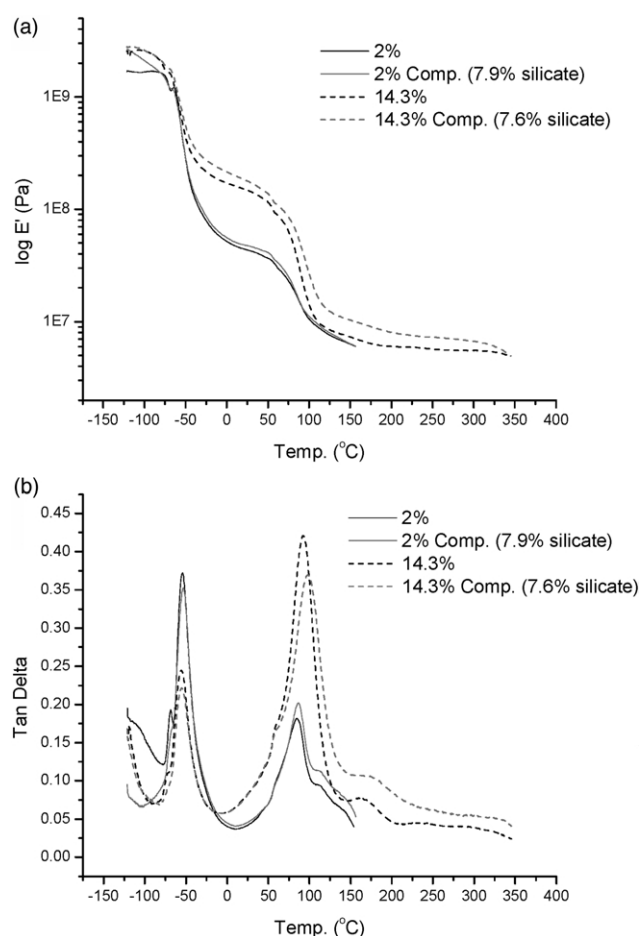 (a)
2%
2% Comp. (7.9% silicate)
14.3%
14.3% Comp. (7.6% silicate)
1E9
1E8
1E7
log E' (Pa)
-150 -100 -50 0 50 100 150 200 250 300 350 400
Temp. (°C)
(b)
2%
2% Comp. (7.9% silicate)
14.3%
14.3% Comp. (7.6% silicate)
0.45
0.40
0.35
0.30
0.25
0.20
0.15
0.10
0.05
0.00
Tan Delta
-150 -100 -50 0 50 100 150 200 250 300 350 400
Temp. (°C)